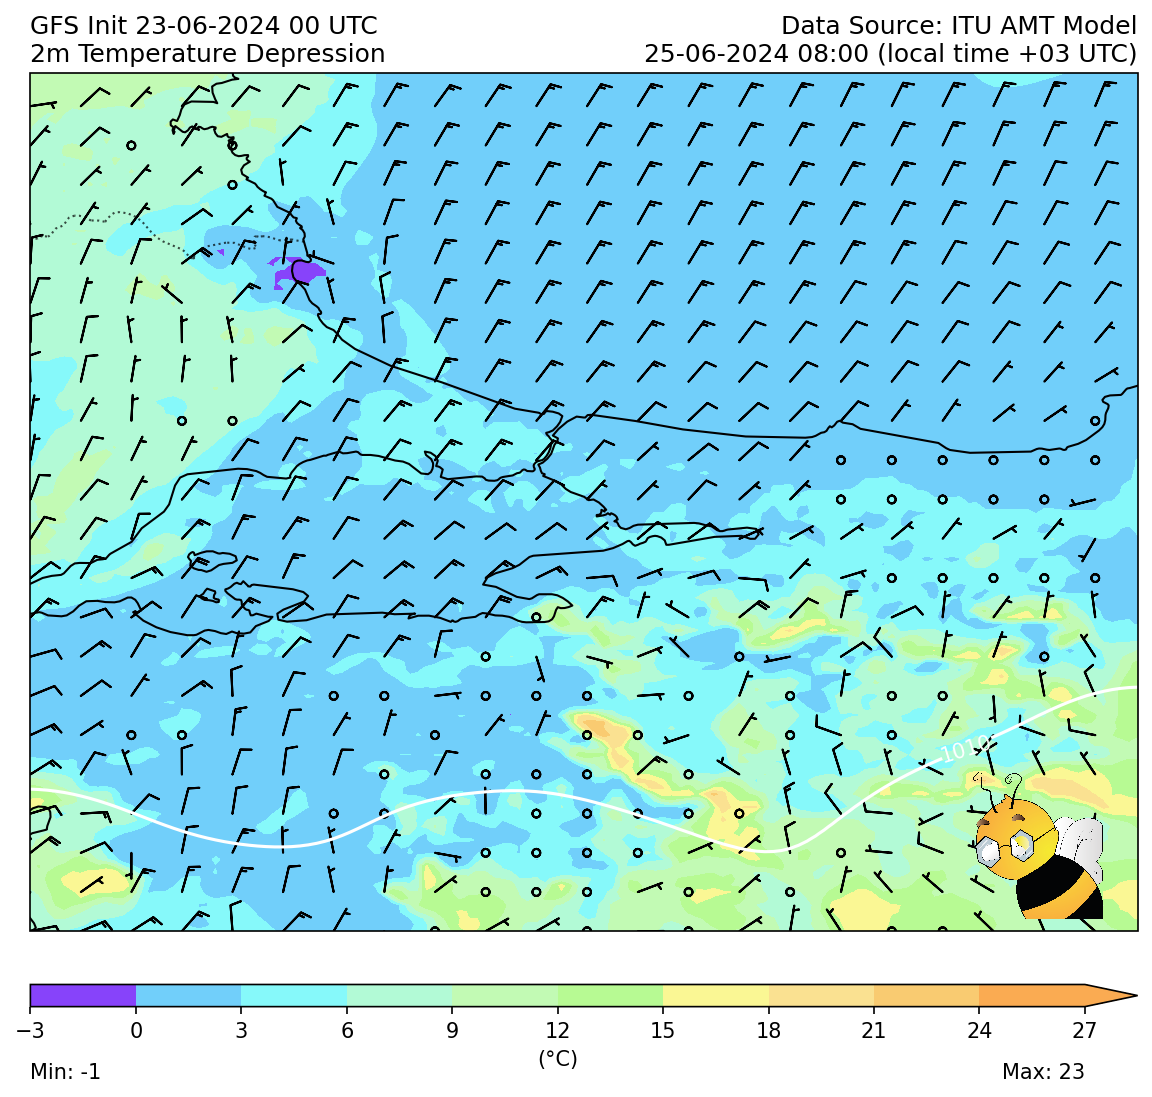 GFS Init 23-06-2024 00 UTC
Data Source: ITU AMT Model
2m Temperature Depression
25-06-2024 08:00 (local time +03 UTC)
1010
−3 0 3 6 9 12 15 18 21 24 27
(°C)
Min: -1
Max: 23